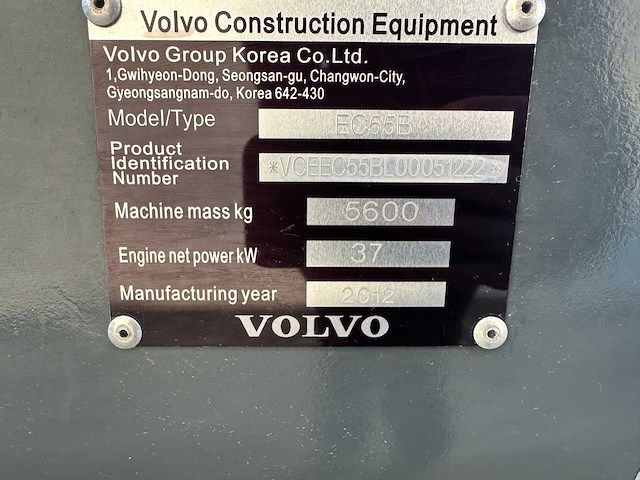 Volvo Construction Equipment
Volvo Group Korea Co.Ltd.
1,Gwihyeon-Dong, Seongsan-gu, Changwon-City,
Gyeongsangnam-do, Korea 642-430
Model/Type EC55B
Product
Identification
Number *VCEEC55BL00051222*
Machine mass kg 5600
Engine net power kW 37
Manufacturing year 2012
VOLVO